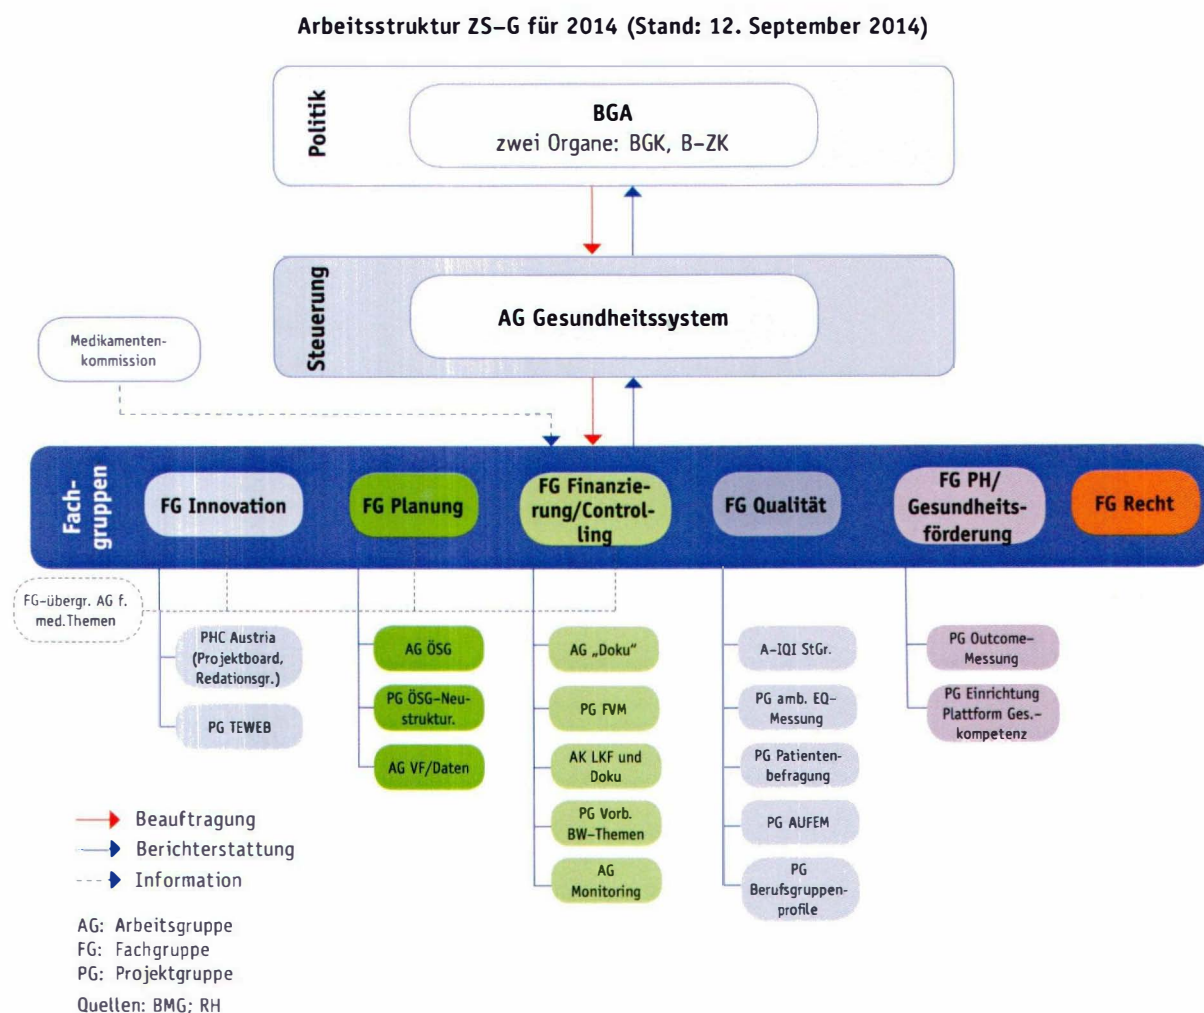 Arbeitsstruktur ZS–G für 2014 (Stand: 12. September 2014)
Politik
BGA
zwei Organe: BGK, B–ZK
Steuerung
AG Gesundheitssystem
Medikamenten-
kommission
Fach-
gruppen
FG Innovation
FG Planung
FG Finanzie-
rung/Control-
ling
FG Qualität
FG PH/
Gesundheits-
förderung
FG Recht
FG-übergr. AG f.
med.Themen
PHC Austria
(Projektboard,
Redationsgr.)
PG TEWEB
AG ÖSG
PG ÖSG-Neu-
struktur.
AG VF/Daten
AG „Doku“
PG FVM
AK LKF und
Doku
PG Vorb.
BW-Themen
AG
Monitoring
A-IQI StGr.
PG amb. EQ-
Messung
PG Patienten-
befragung
PG AUFEM
PG
Berufsgruppen-
profile
PG Outcome-
Messung
PG Einrichtung
Plattform Ges.-
kompetenz
Beauftragung
Berichterstattung
Information
AG: Arbeitsgruppe
FG: Fachgruppe
PG: Projektgruppe
Quellen: BMG; RH